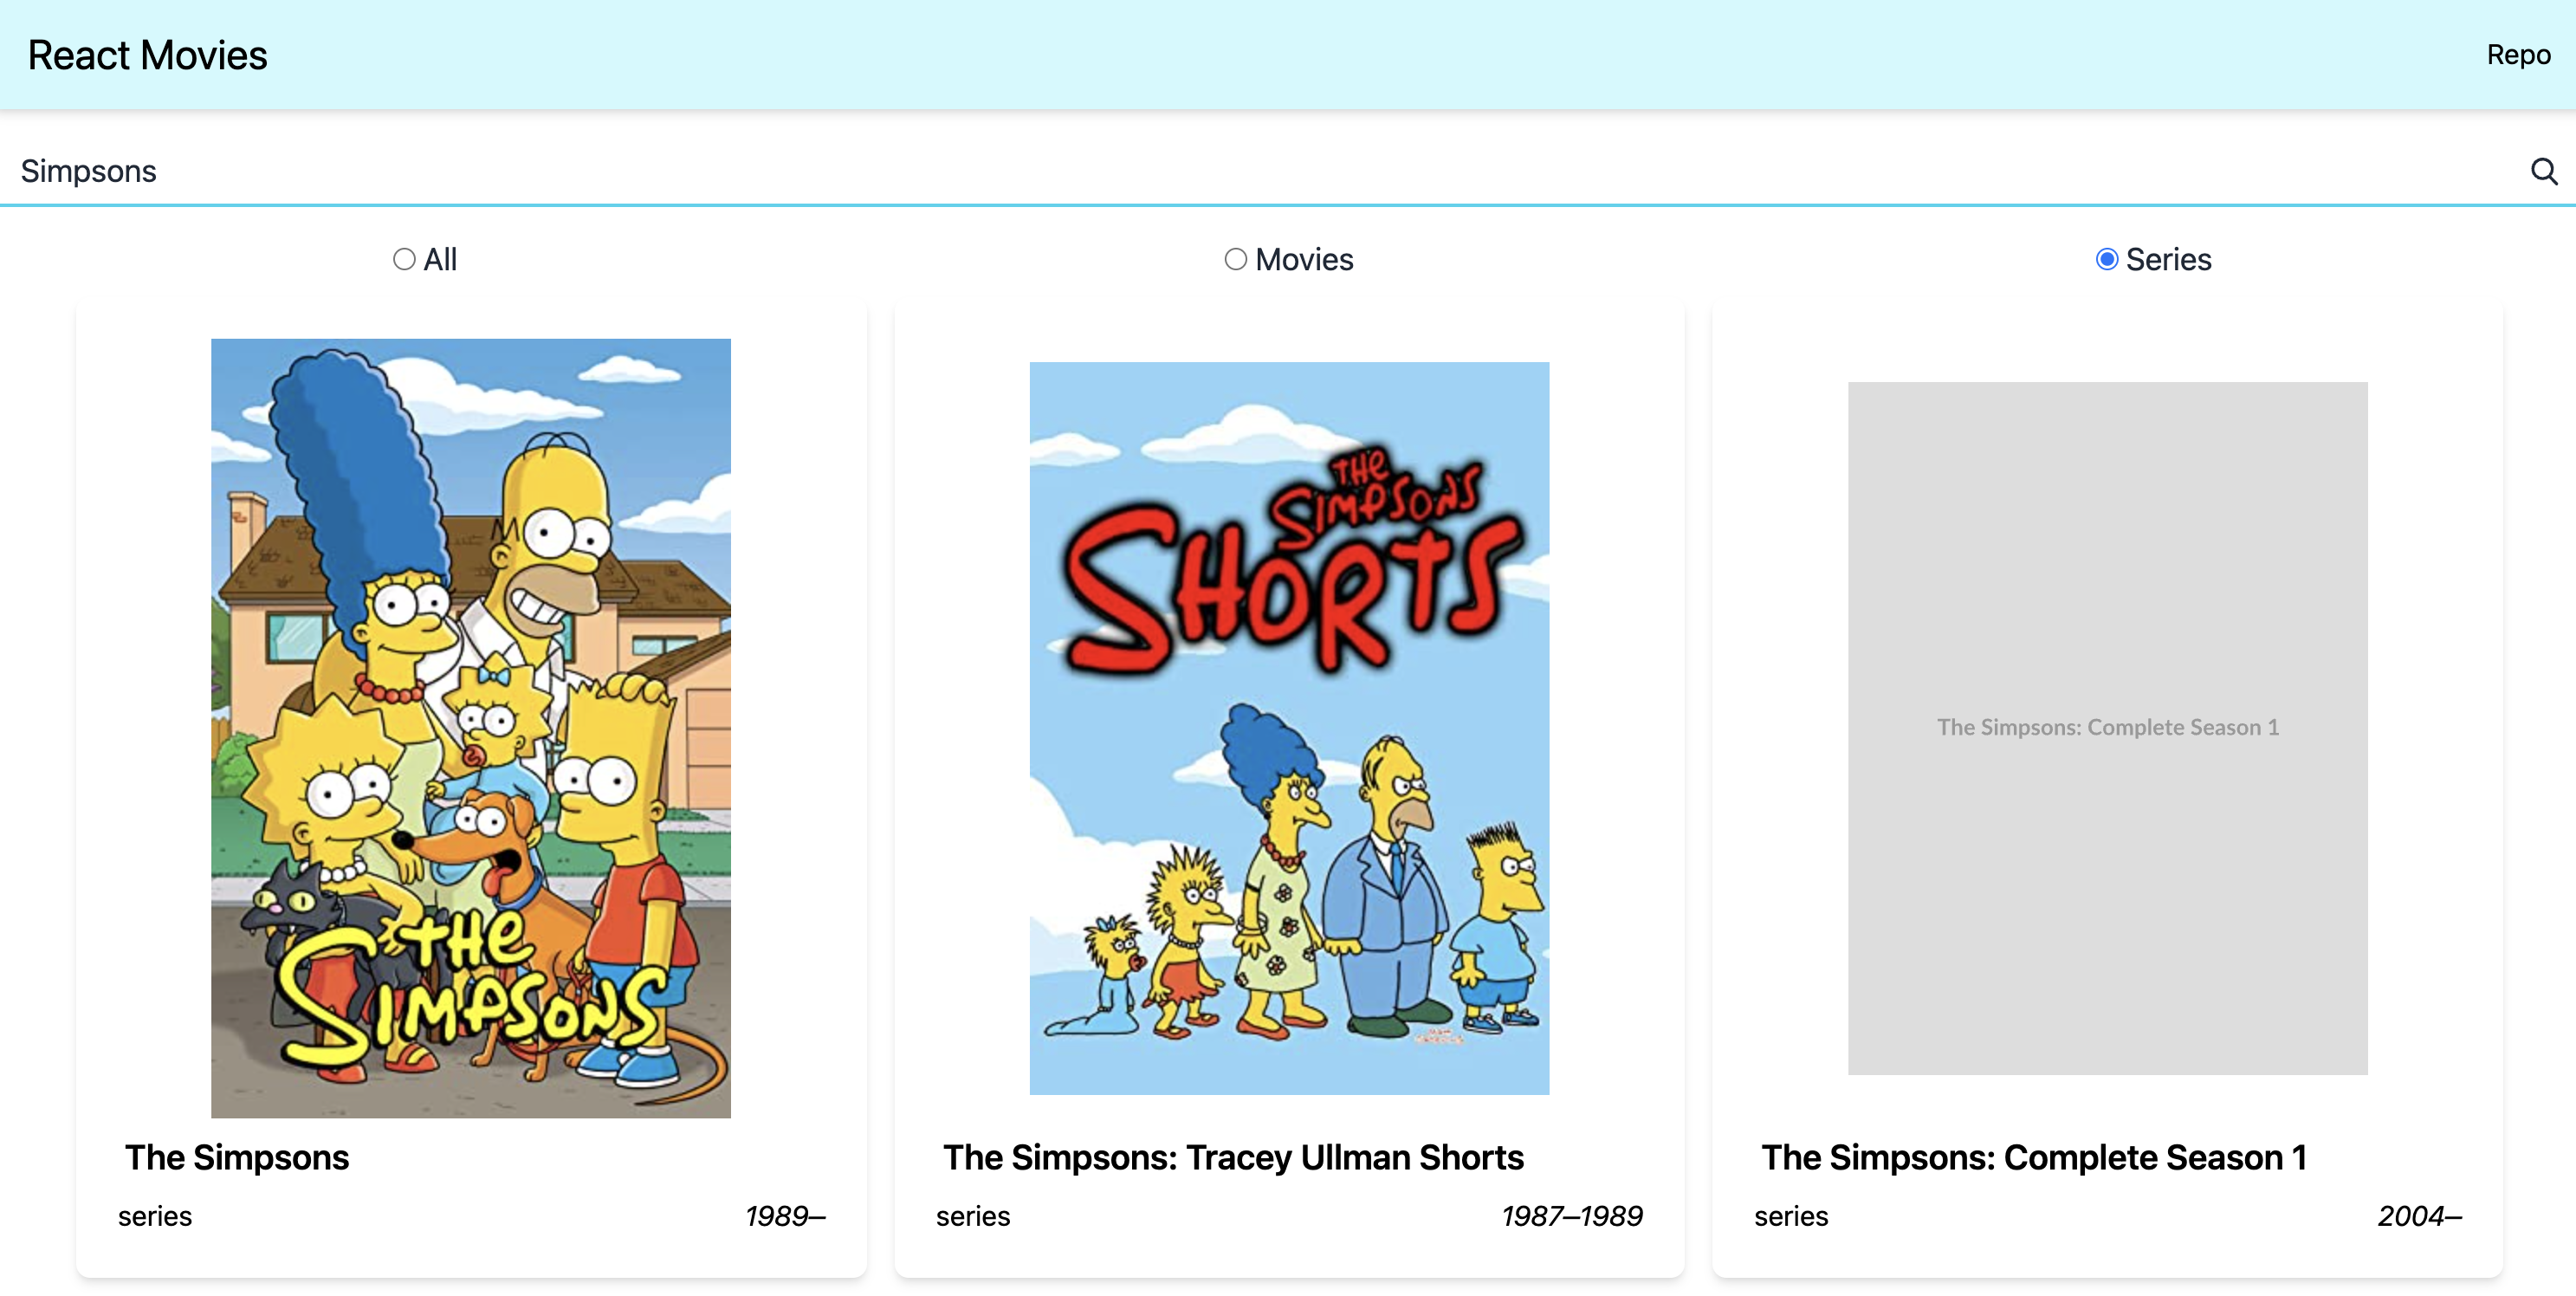 React Movies
Repo
Simpsons
All
Movies
Series
THE
SIMPSONS
THE
SIMPSONS
SHORTS
The Simpsons: Complete Season 1
The Simpsons
The Simpsons: Tracey Ullman Shorts
The Simpsons: Complete Season 1
series
1989–
series
1987–1989
series
2004–